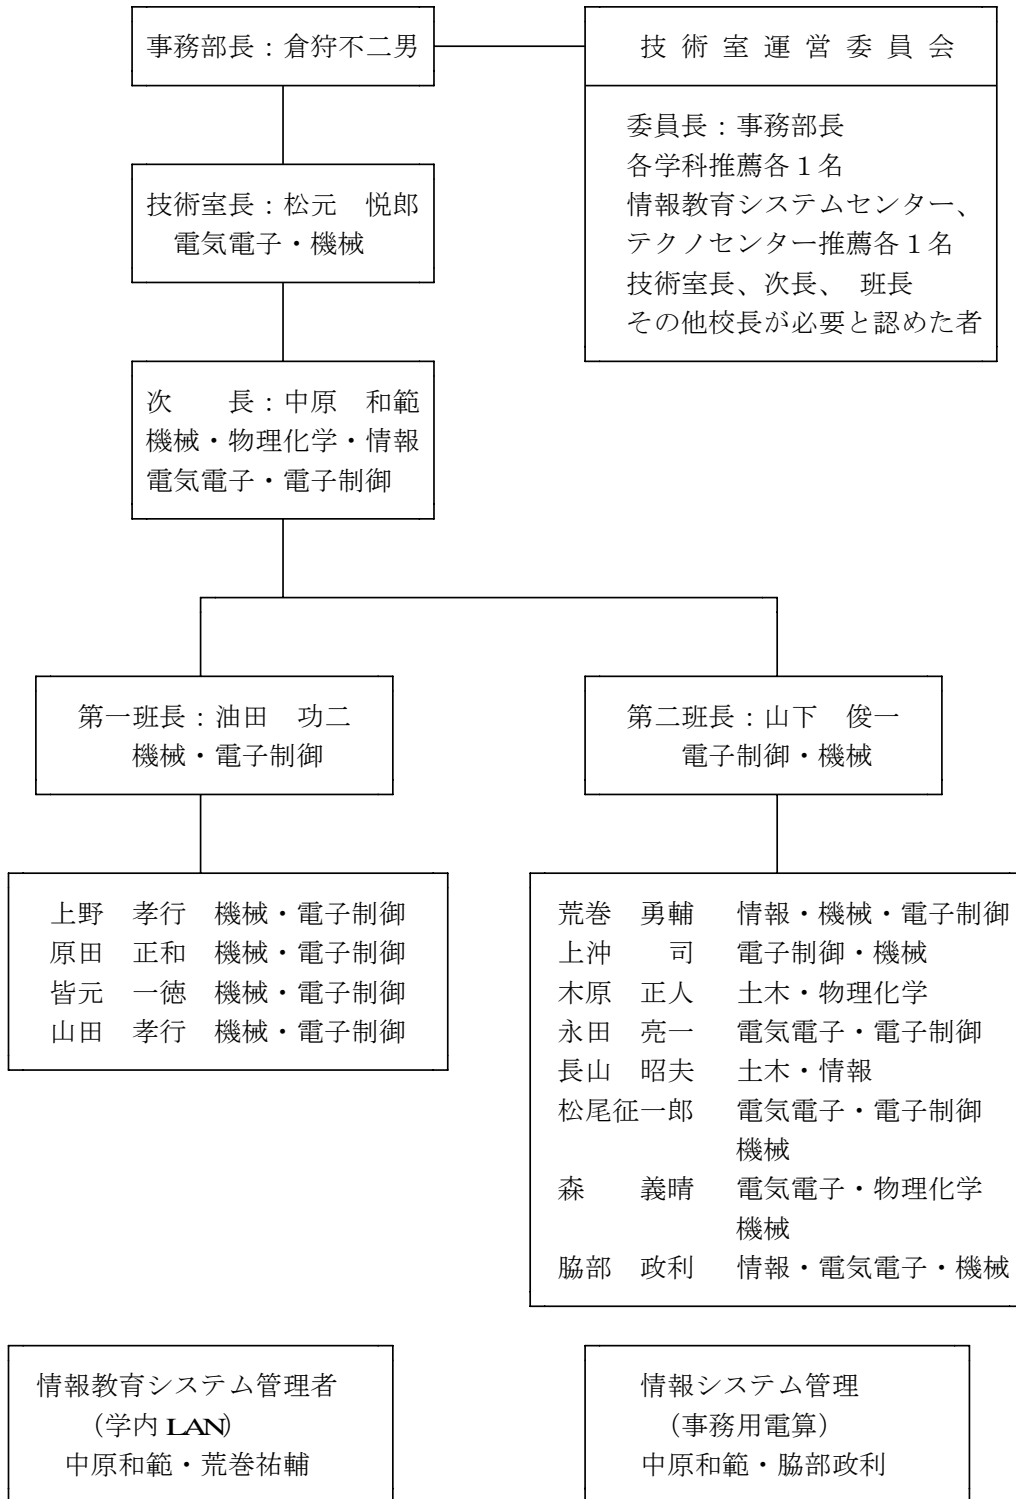 事務部長：倉狩不二男
技 術 室 運 営 委 員 会
委員長：事務部長
各学科推薦各１名
情報教育システムセンター、
テクノセンター推薦各１名
技術室長、次長、 班長
その他校長が必要と認めた者
技術室長：松元　悦郎
電気電子・機械
次　　長：中原　和範
機械・物理化学・情報
電気電子・電子制御
第一班長：油田　功二
機械・電子制御
第二班長：山下　俊一
電子制御・機械
上野　孝行　機械・電子制御
原田　正和　機械・電子制御
皆元　一徳　機械・電子制御
山田　孝行　機械・電子制御
荒巻　勇輔　情報・機械・電子制御
上沖　　司　電子制御・機械
木原　正人　土木・物理化学
永田　亮一　電気電子・電子制御
長山　昭夫　土木・情報
松尾征一郎　電気電子・電子制御
機械
森　　義晴　電気電子・物理化学
機械
脇部　政利　情報・電気電子・機械
情報教育システム管理者
（学内 LAN）
中原和範・荒巻祐輔
情報システム管理
（事務用電算）
中原和範・脇部政利